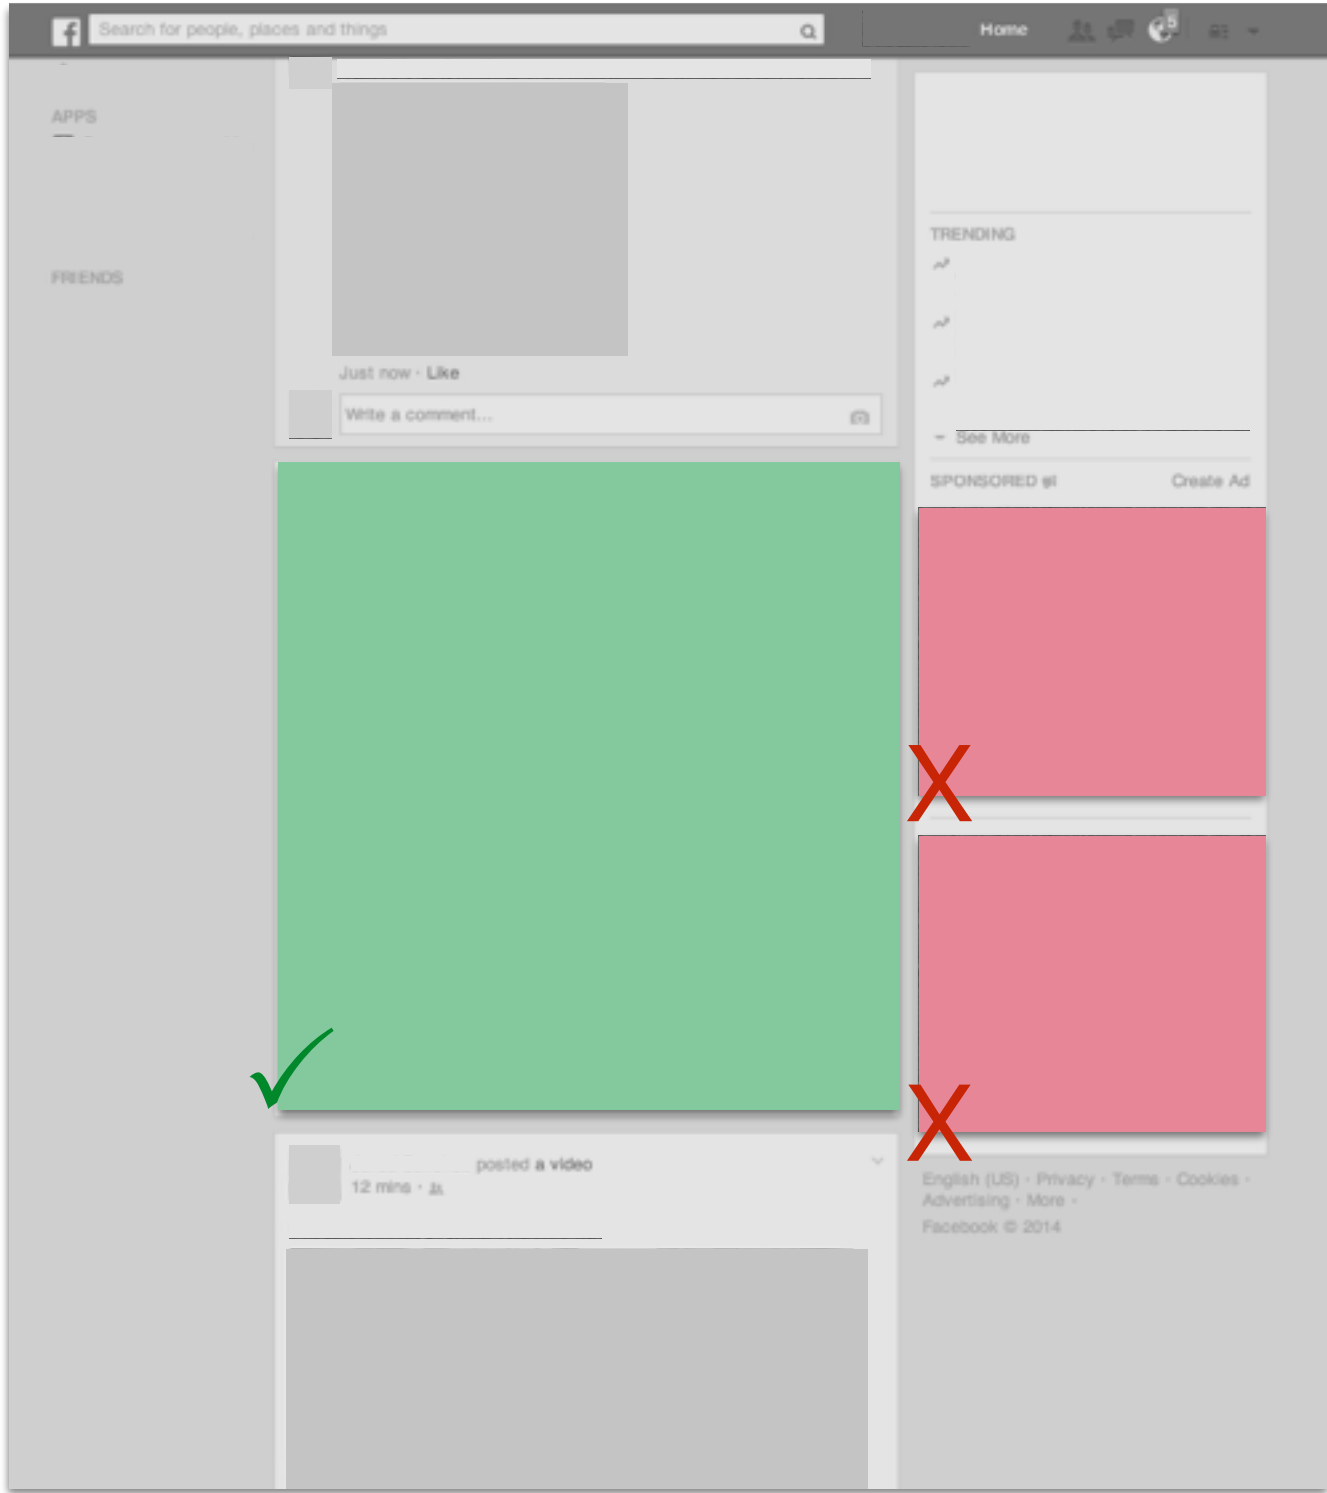 f Search for people, places and things
Home
5
APPS
FRIENDS
Just now · Like
Write a comment...
TRENDING
See More
SPONSORED
Create Ad
X
X
posted a video
12 mins ·
English (US) · Privacy · Terms · Cookies ·
Advertising · More
Facebook © 2014